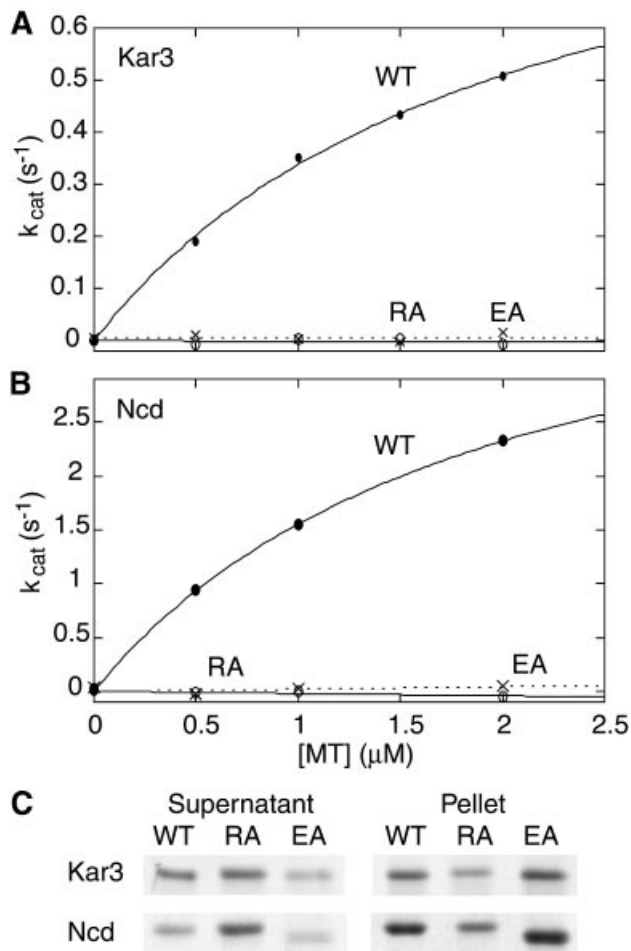 A
Kar3
WT
RA EA
k_cat (s⁻¹)
0.6
0.5
0.4
0.3
0.2
0.1
0
B
Ncd
WT
RA EA
k_cat (s⁻¹)
2.5
2
1.5
1
0.5
0
0 0.5 1 1.5 2 2.5
[MT] (μM)
C
Supernatant Pellet
WT RA EA WT RA EA
Kar3
Ncd